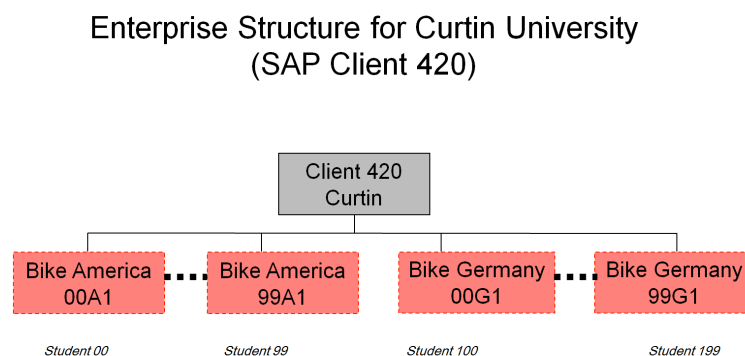 Enterprise Structure for Curtin University
(SAP Client 420)
Client 420
Curtin
Bike America
00A1
Bike America
99A1
Bike Germany
00G1
Bike Germany
99G1
Student 00
Student 99
Student 100
Student 199